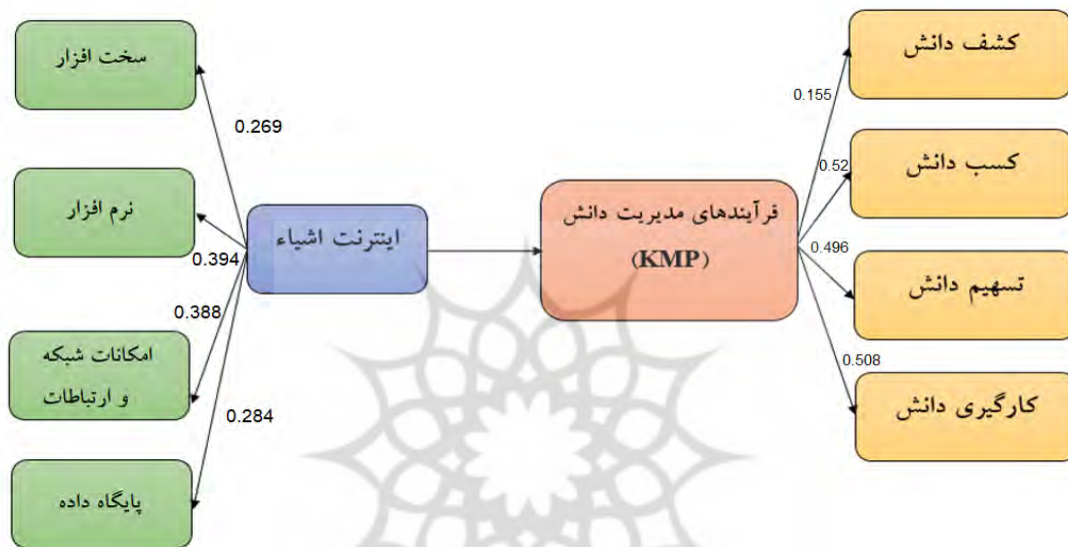 کشف دانش
کسب دانش
تسهیم دانش
کارگیری دانش
0.155
0.52
0.496
0.508
فرآیندهای مدیریت دانش
(KMP)
اینترنت اشیاء
0.269
0.394
0.388
0.284
سخت افزار
نرم افزار
امکانات شبکه
و ارتباطات
پایگاه داده